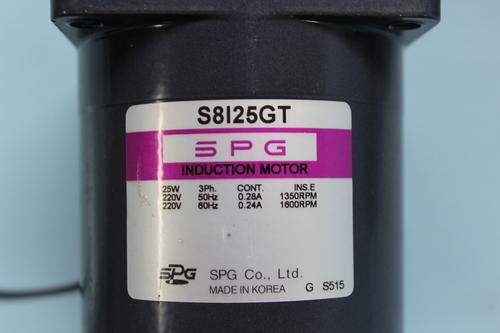 S8I25GT
SPG
INDUCTION MOTOR
25W 3Ph. CONT. INS.E
220V 50Hz 0.28A 1350RPM
220V 60Hz 0.24A 1600RPM
SPG SPG Co., Ltd.
MADE IN KOREA G S515